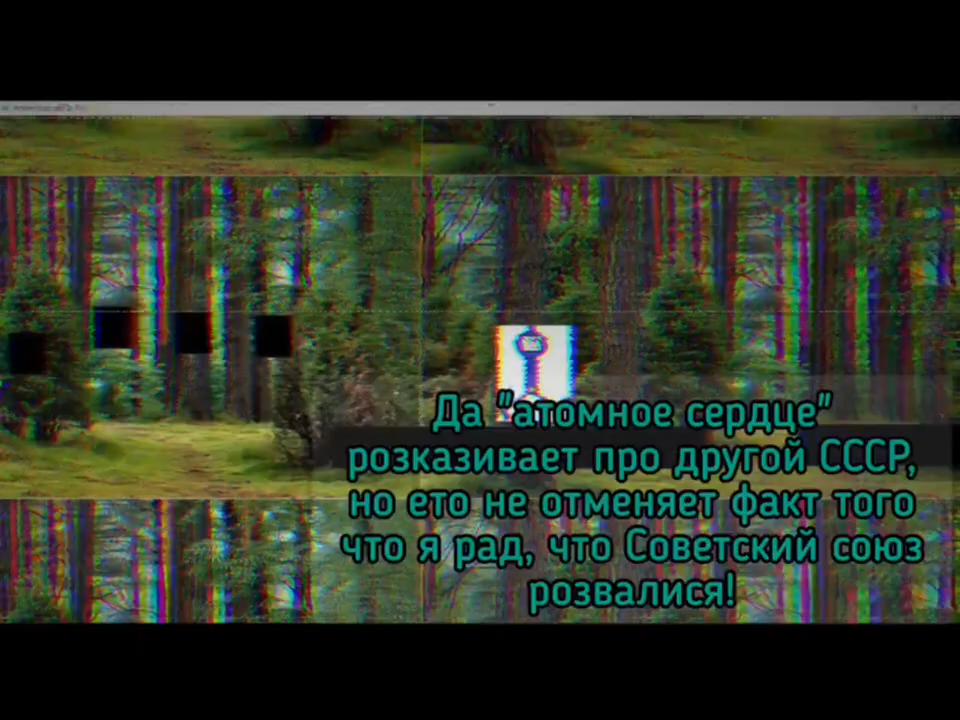 Да "атомное сердце"
розказивает про другой СССР,
но ето не отменяет факт того
что я рад, что Советский союз
розвалися!